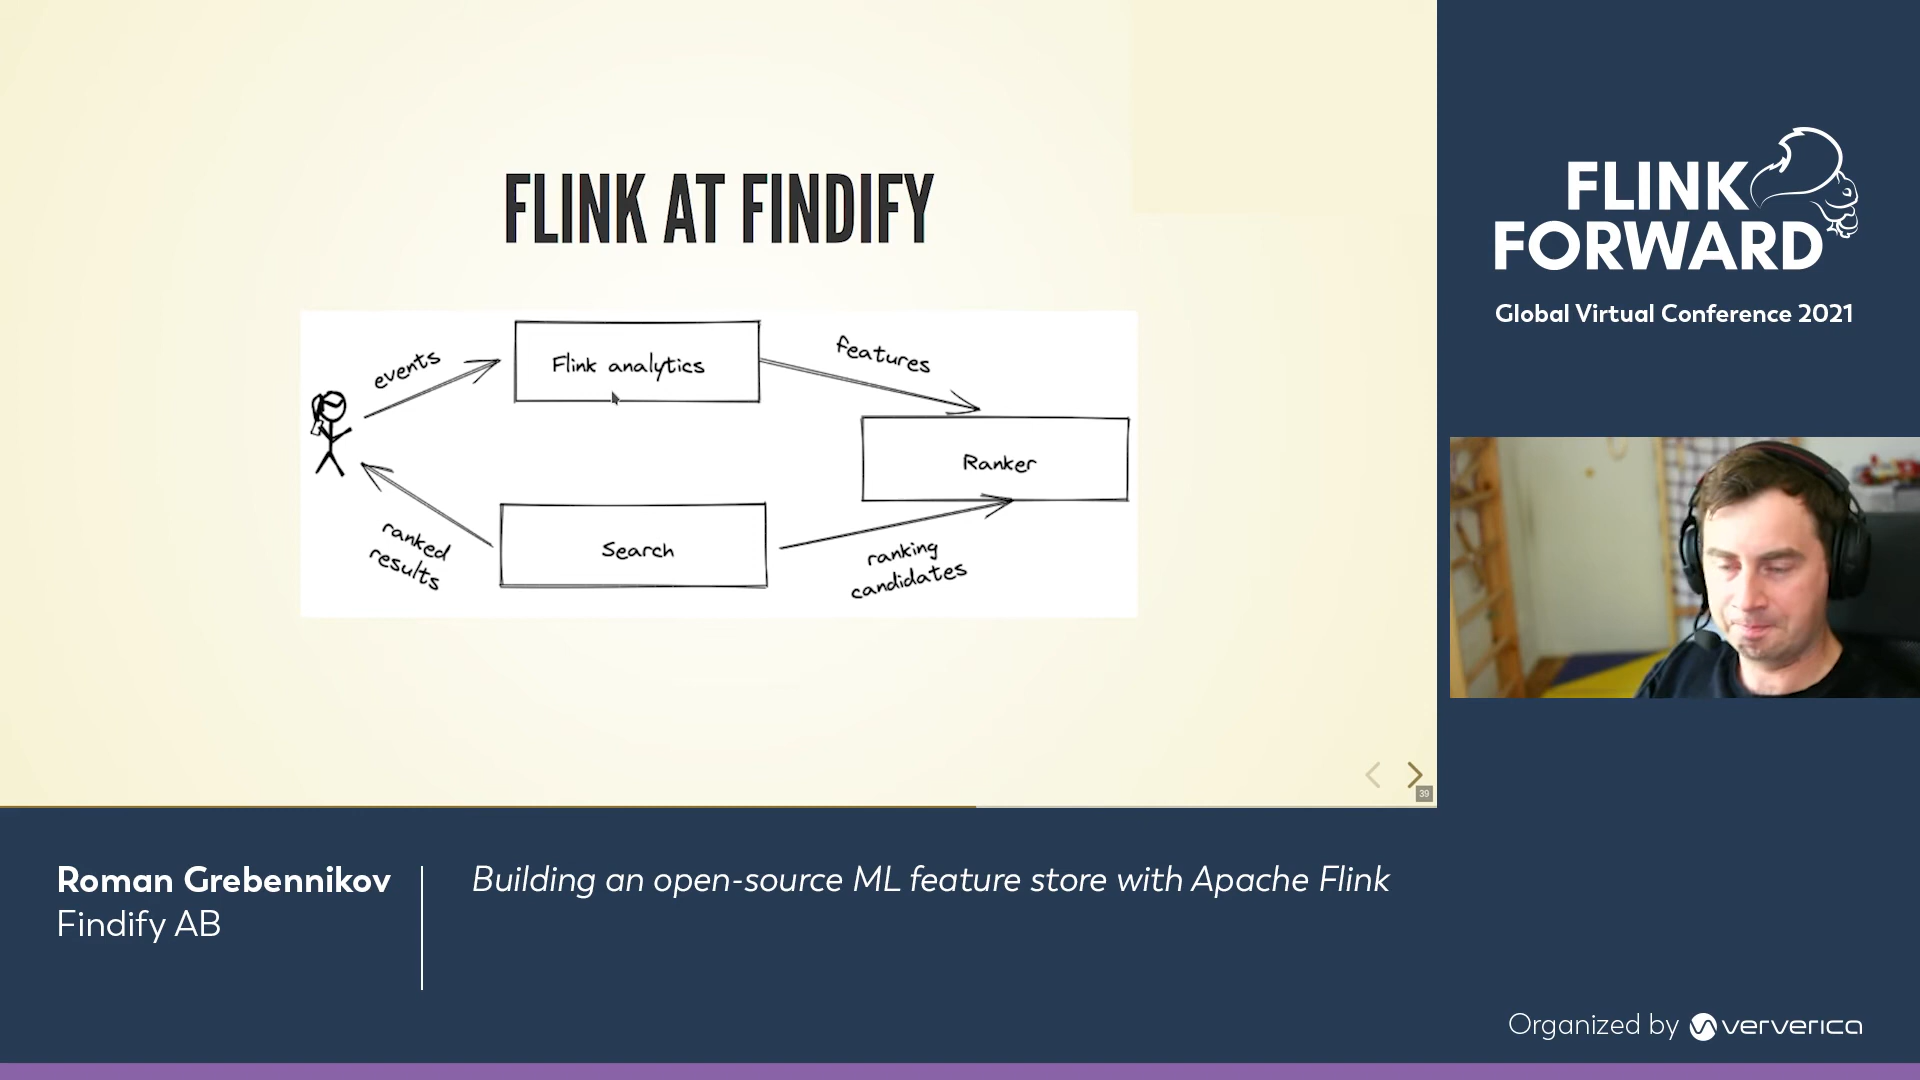 FLINK AT FINDIFY
events
Flink analytics
features
Ranker
ranked
results
Search
ranking
candidates
39
FLINK
FORWARD
Global Virtual Conference 2021
Roman Grebennikov
Findify AB
Building an open-source ML feature store with Apache Flink
Organized by ververica